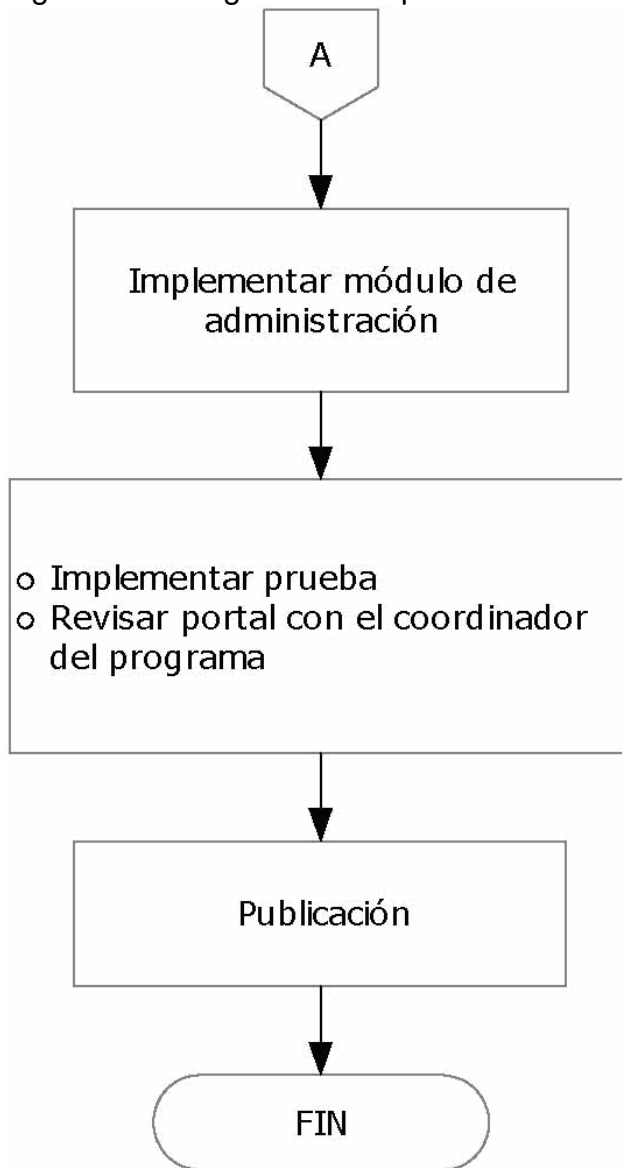 A
Implementar módulo de
administración
o Implementar prueba
o Revisar portal con el coordinador
del programa
Publicación
FIN